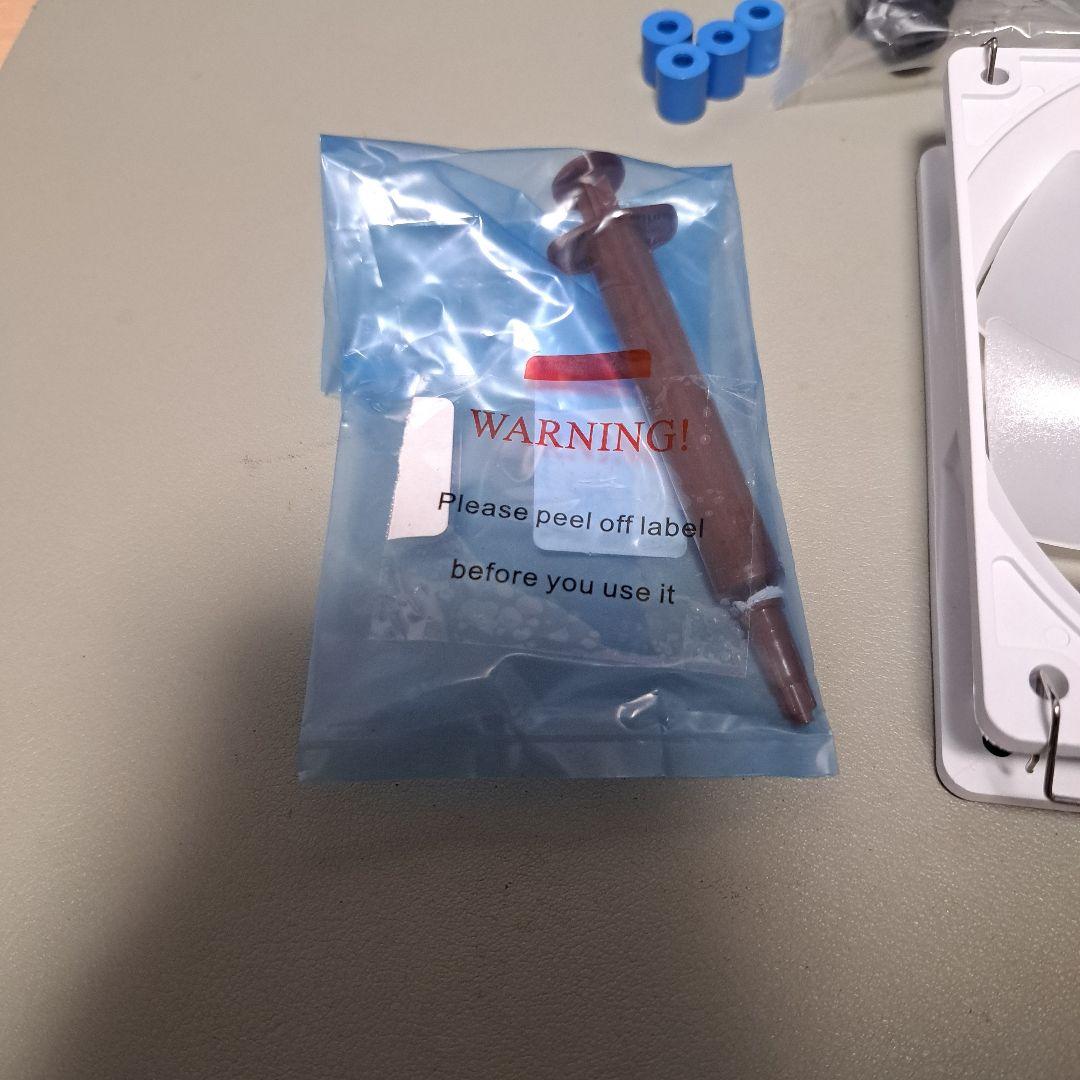 WARNING!
Please peel off label
before you use it